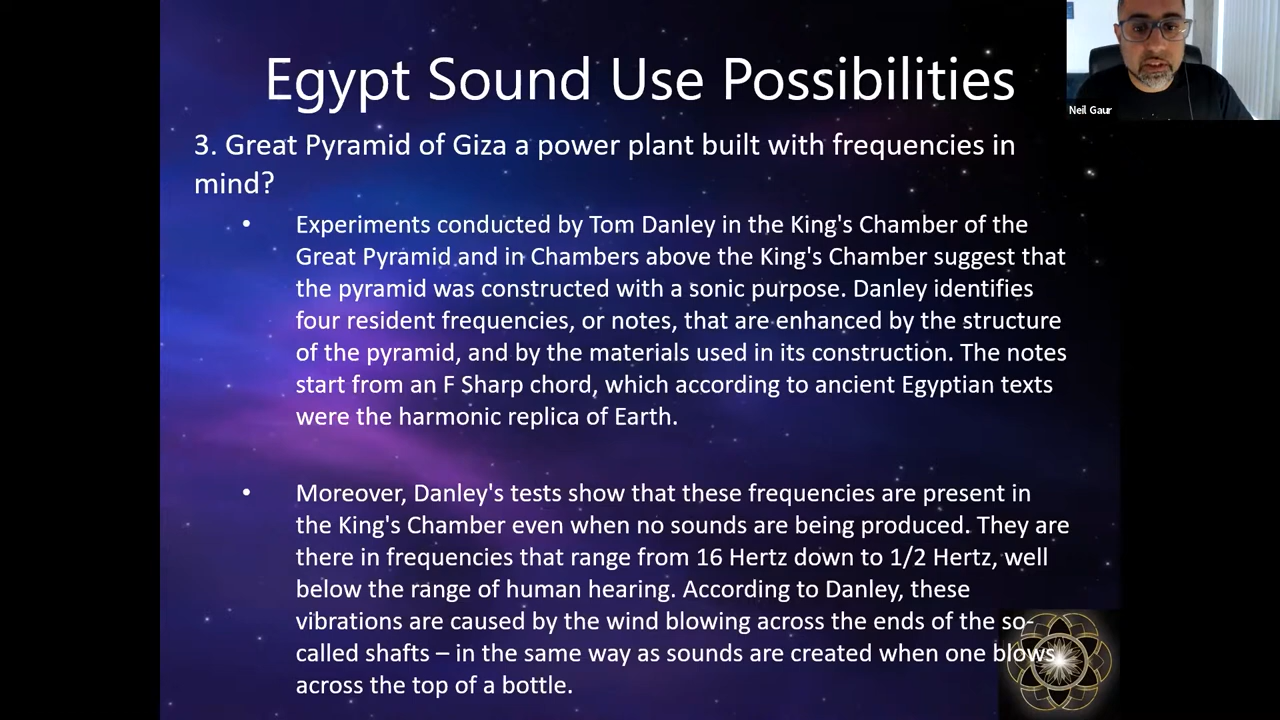 Egypt Sound Use Possibilities
Neil Gaur
3. Great Pyramid of Giza a power plant built with frequencies in
mind?
• Experiments conducted by Tom Danley in the King's Chamber of the
Great Pyramid and in Chambers above the King's Chamber suggest that
the pyramid was constructed with a sonic purpose. Danley identifies
four resident frequencies, or notes, that are enhanced by the structure
of the pyramid, and by the materials used in its construction. The notes
start from an F Sharp chord, which according to ancient Egyptian texts
were the harmonic replica of Earth.
• Moreover, Danley's tests show that these frequencies are present in
the King's Chamber even when no sounds are being produced. They are
there in frequencies that range from 16 Hertz down to 1/2 Hertz, well
below the range of human hearing. According to Danley, these
vibrations are caused by the wind blowing across the ends of the so-
called shafts – in the same way as sounds are created when one blows
across the top of a bottle.